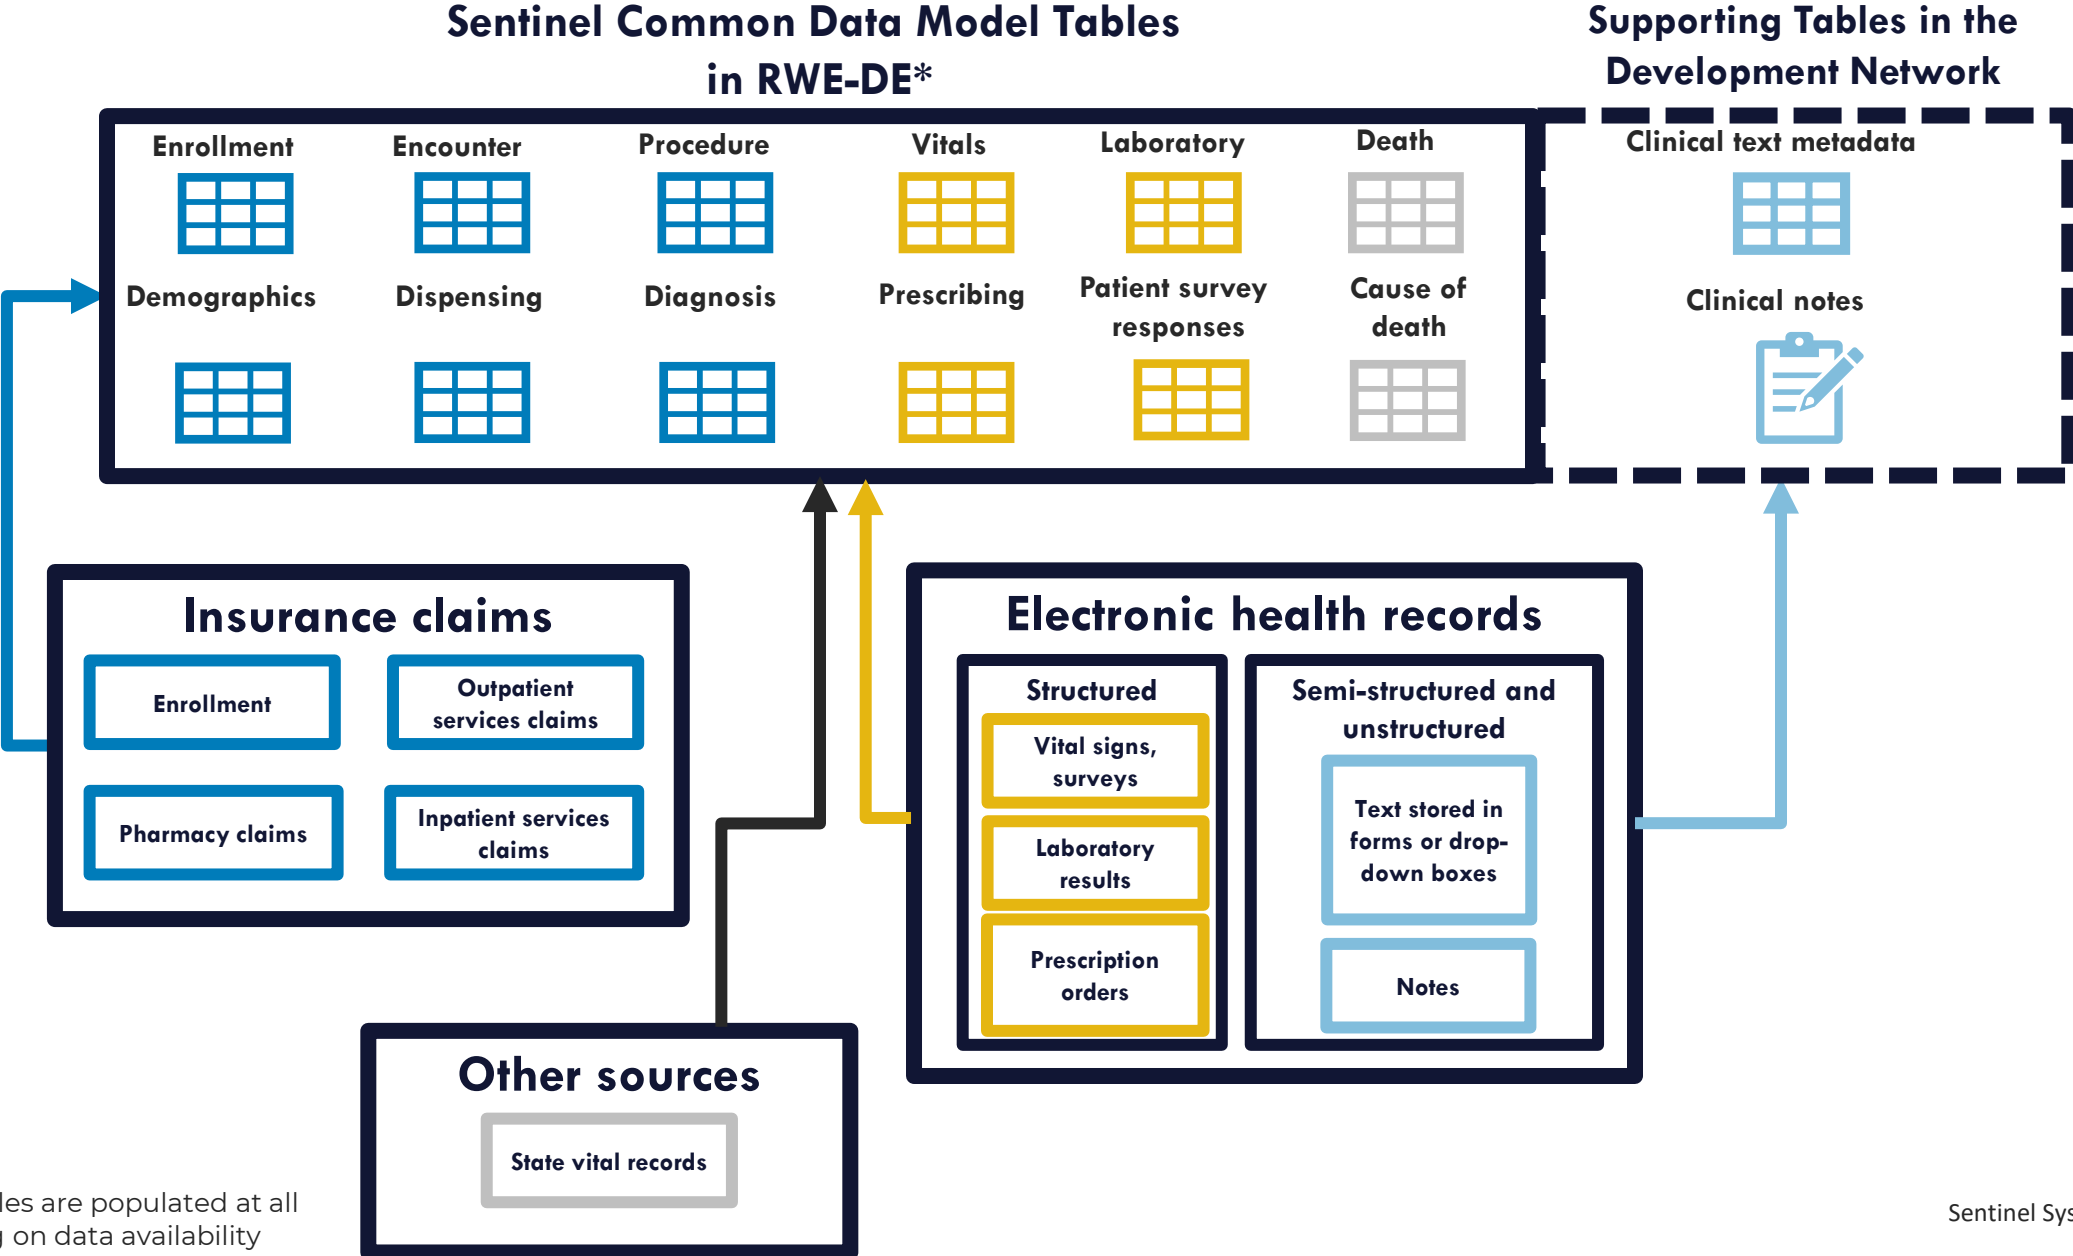 Sentinel Common Data Model Tables
in RWE-DE*
Supporting Tables in the
Development Network
Enrollment
Encounter
Procedure
Vitals
Laboratory
Death
Clinical text metadata
Demographics
Dispensing
Diagnosis
Prescribing
Patient survey
responses
Cause of
death
Clinical notes
Insurance claims
Enrollment
Outpatient
services claims
Pharmacy claims
Inpatient services
claims
Electronic health records
Structured
Vital signs,
surveys
Laboratory
results
Prescription
orders
Semi-structured and
unstructured
Text stored in
forms or drop-
down boxes
Notes
Other sources
State vital records
are populated at all
on data availability
Sentinel